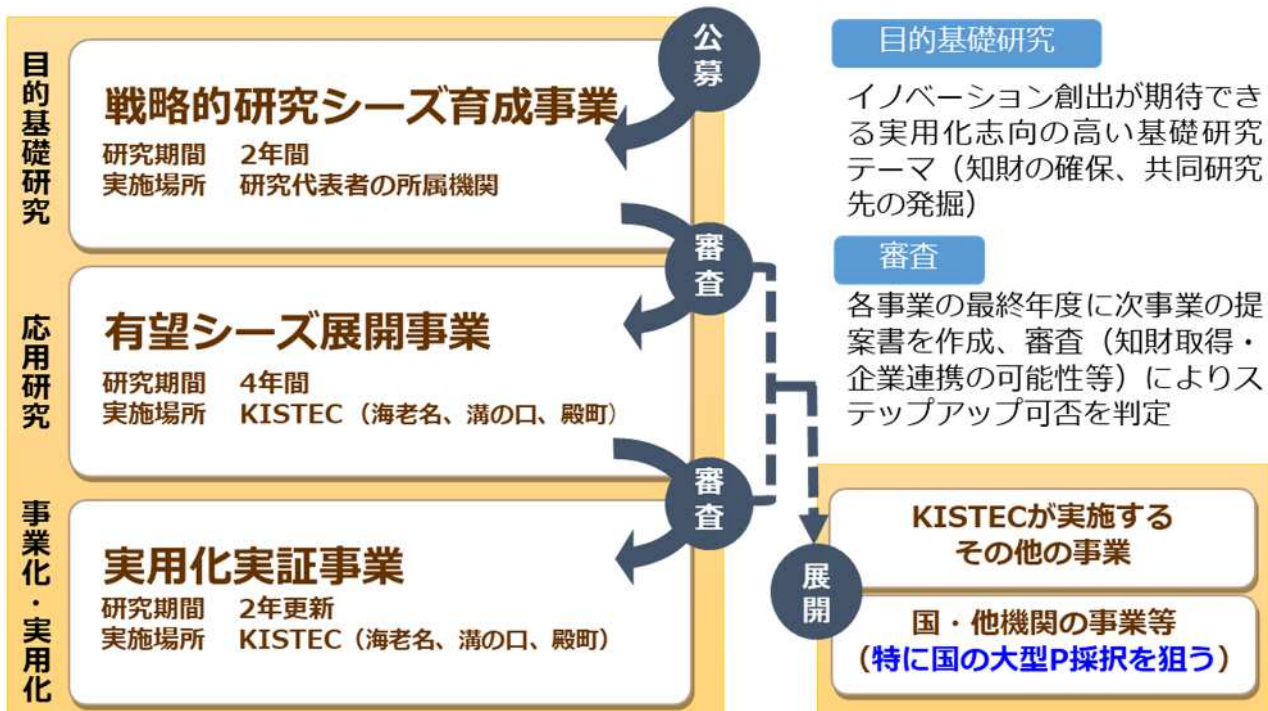 目的基礎研究
公募
戦略的研究シーズ育成事業
研究期間 2年間
実施場所 研究代表者の所属機関
審査
応用研究
有望シーズ展開事業
研究期間 4年間
実施場所 KISTEC（海老名、溝の口、殿町）
審査
事業化・実用化
実用化実証事業
研究期間 2年更新
実施場所 KISTEC（海老名、溝の口、殿町）
目的基礎研究
イノベーション創出が期待でき
る実用化志向の高い基礎研究
テーマ（知財の確保、共同研究
先の発掘）
審査
各事業の最終年度に次事業の提
案書を作成、審査（知財取得・
企業連携の可能性等）によりス
テップアップ可否を判定
展開
KISTECが実施する
その他の事業
国・他機関の事業等
（特に国の大型P採択を狙う）